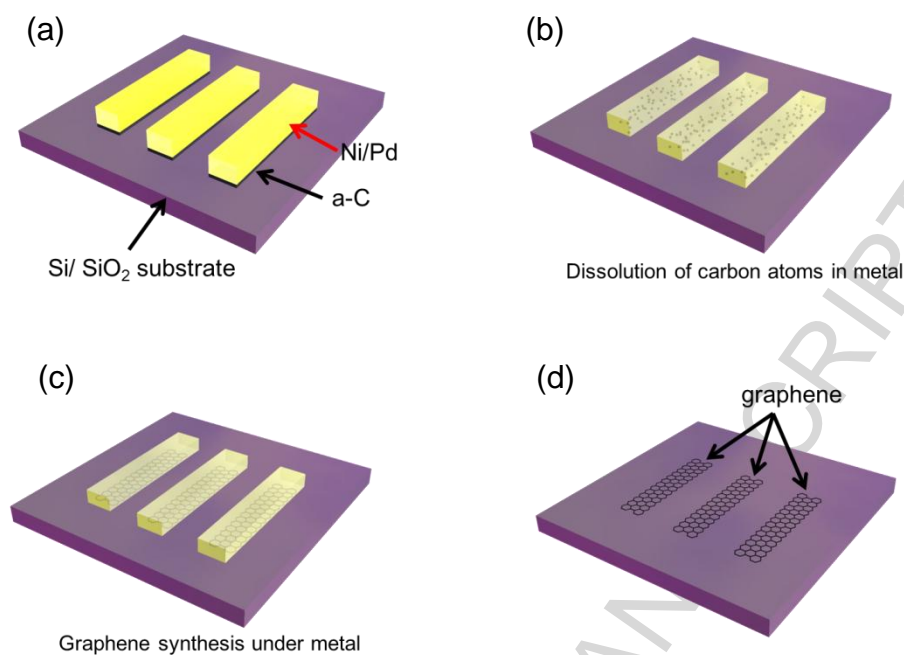 (a)
Ni/Pd
a-C
Si/ SiO₂ substrate
(b)
Dissolution of carbon atoms in metal
(c)
Graphene synthesis under metal
(d)
graphene